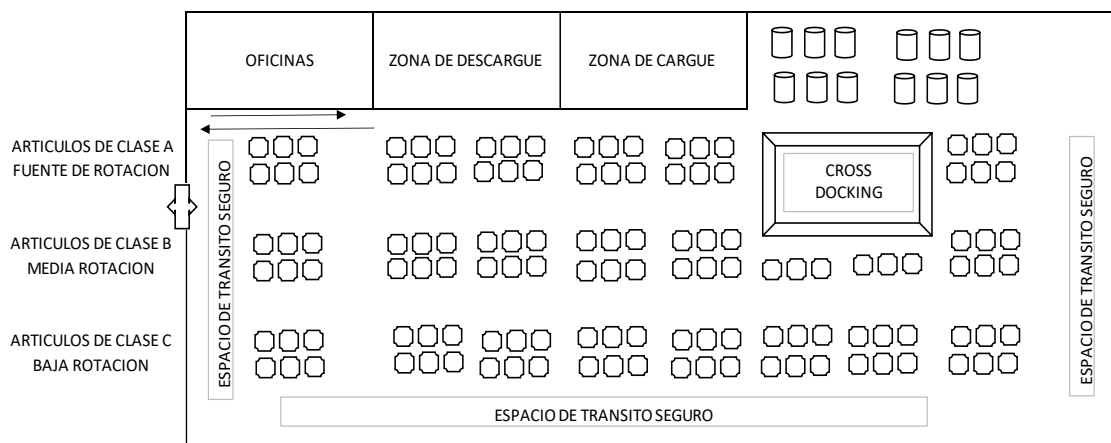 OFICINAS
ZONA DE DESCARGUE
ZONA DE CARGUE
ARTICULOS DE CLASE A
FUENTE DE ROTACION
CROSS
DOCKING
ESPACIO DE TRANSITO SEGURO
ESPACIO DE TRANSITO SEGURO
ARTICULOS DE CLASE B
MEDIA ROTACION
ARTICULOS DE CLASE C
BAJA ROTACION
ESPACIO DE TRANSITO SEGURO